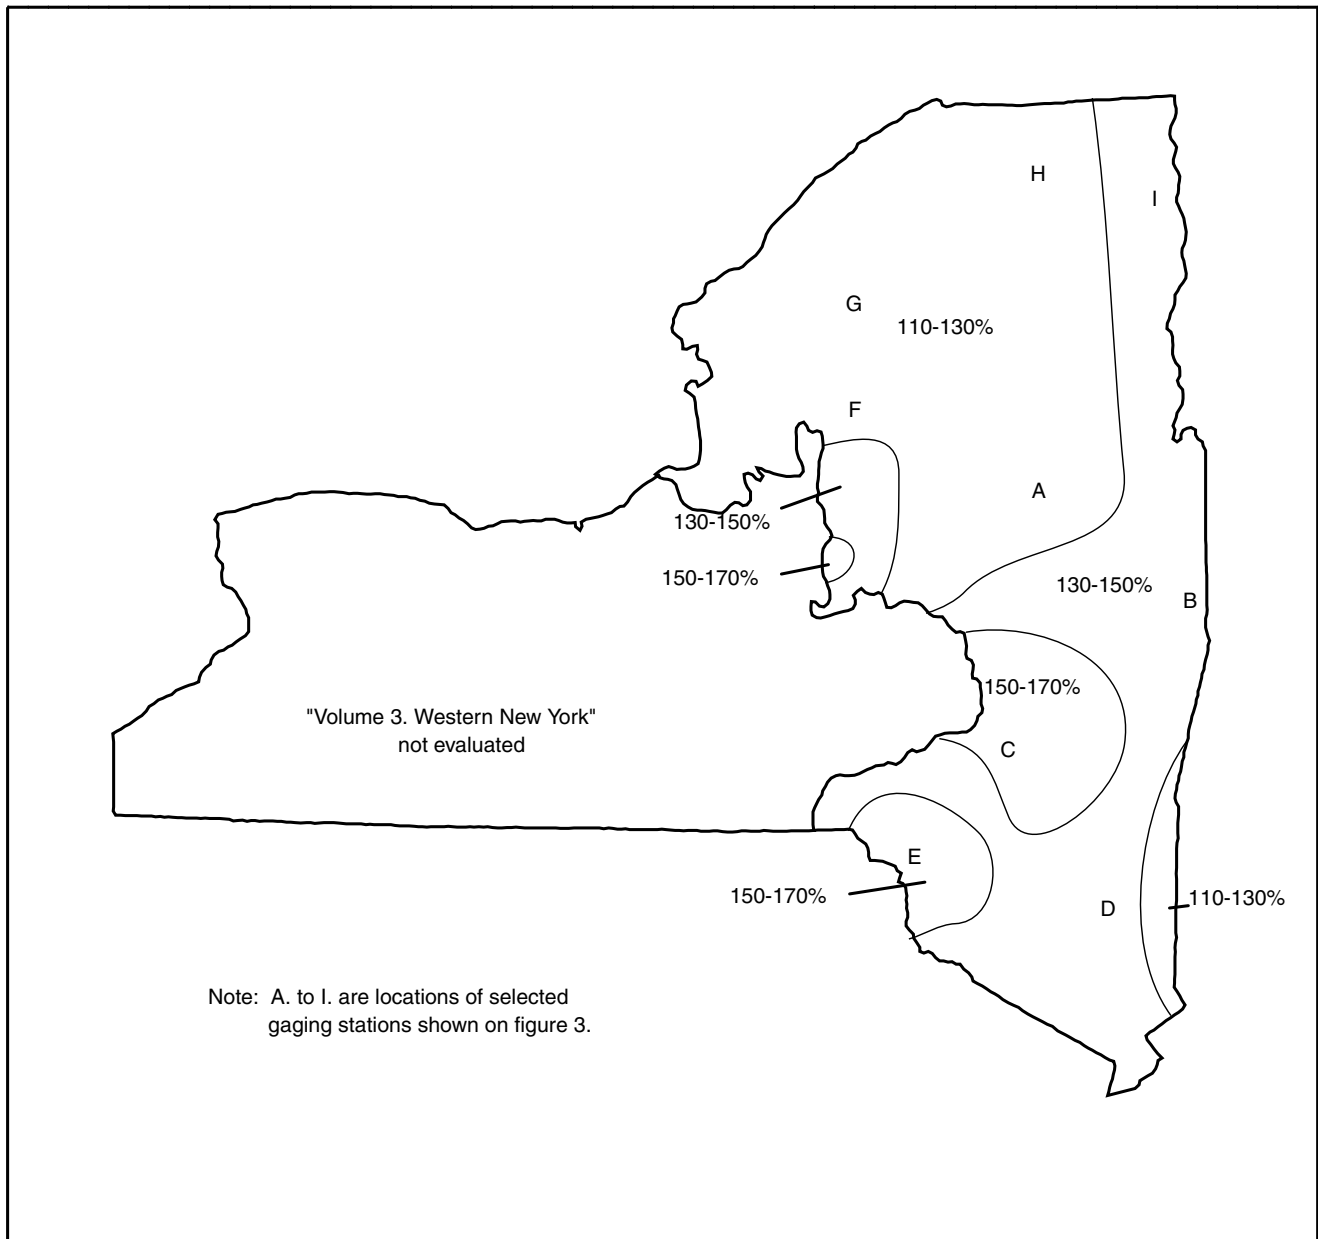 H
I
G
110-130%
F
A
130-150%
150-170%
130-150%
B
150-170%
"Volume 3. Western New York"
not evaluated
C
E
150-170%
D
110-130%
Note:  A. to I. are locations of selected
gaging stations shown on figure 3.